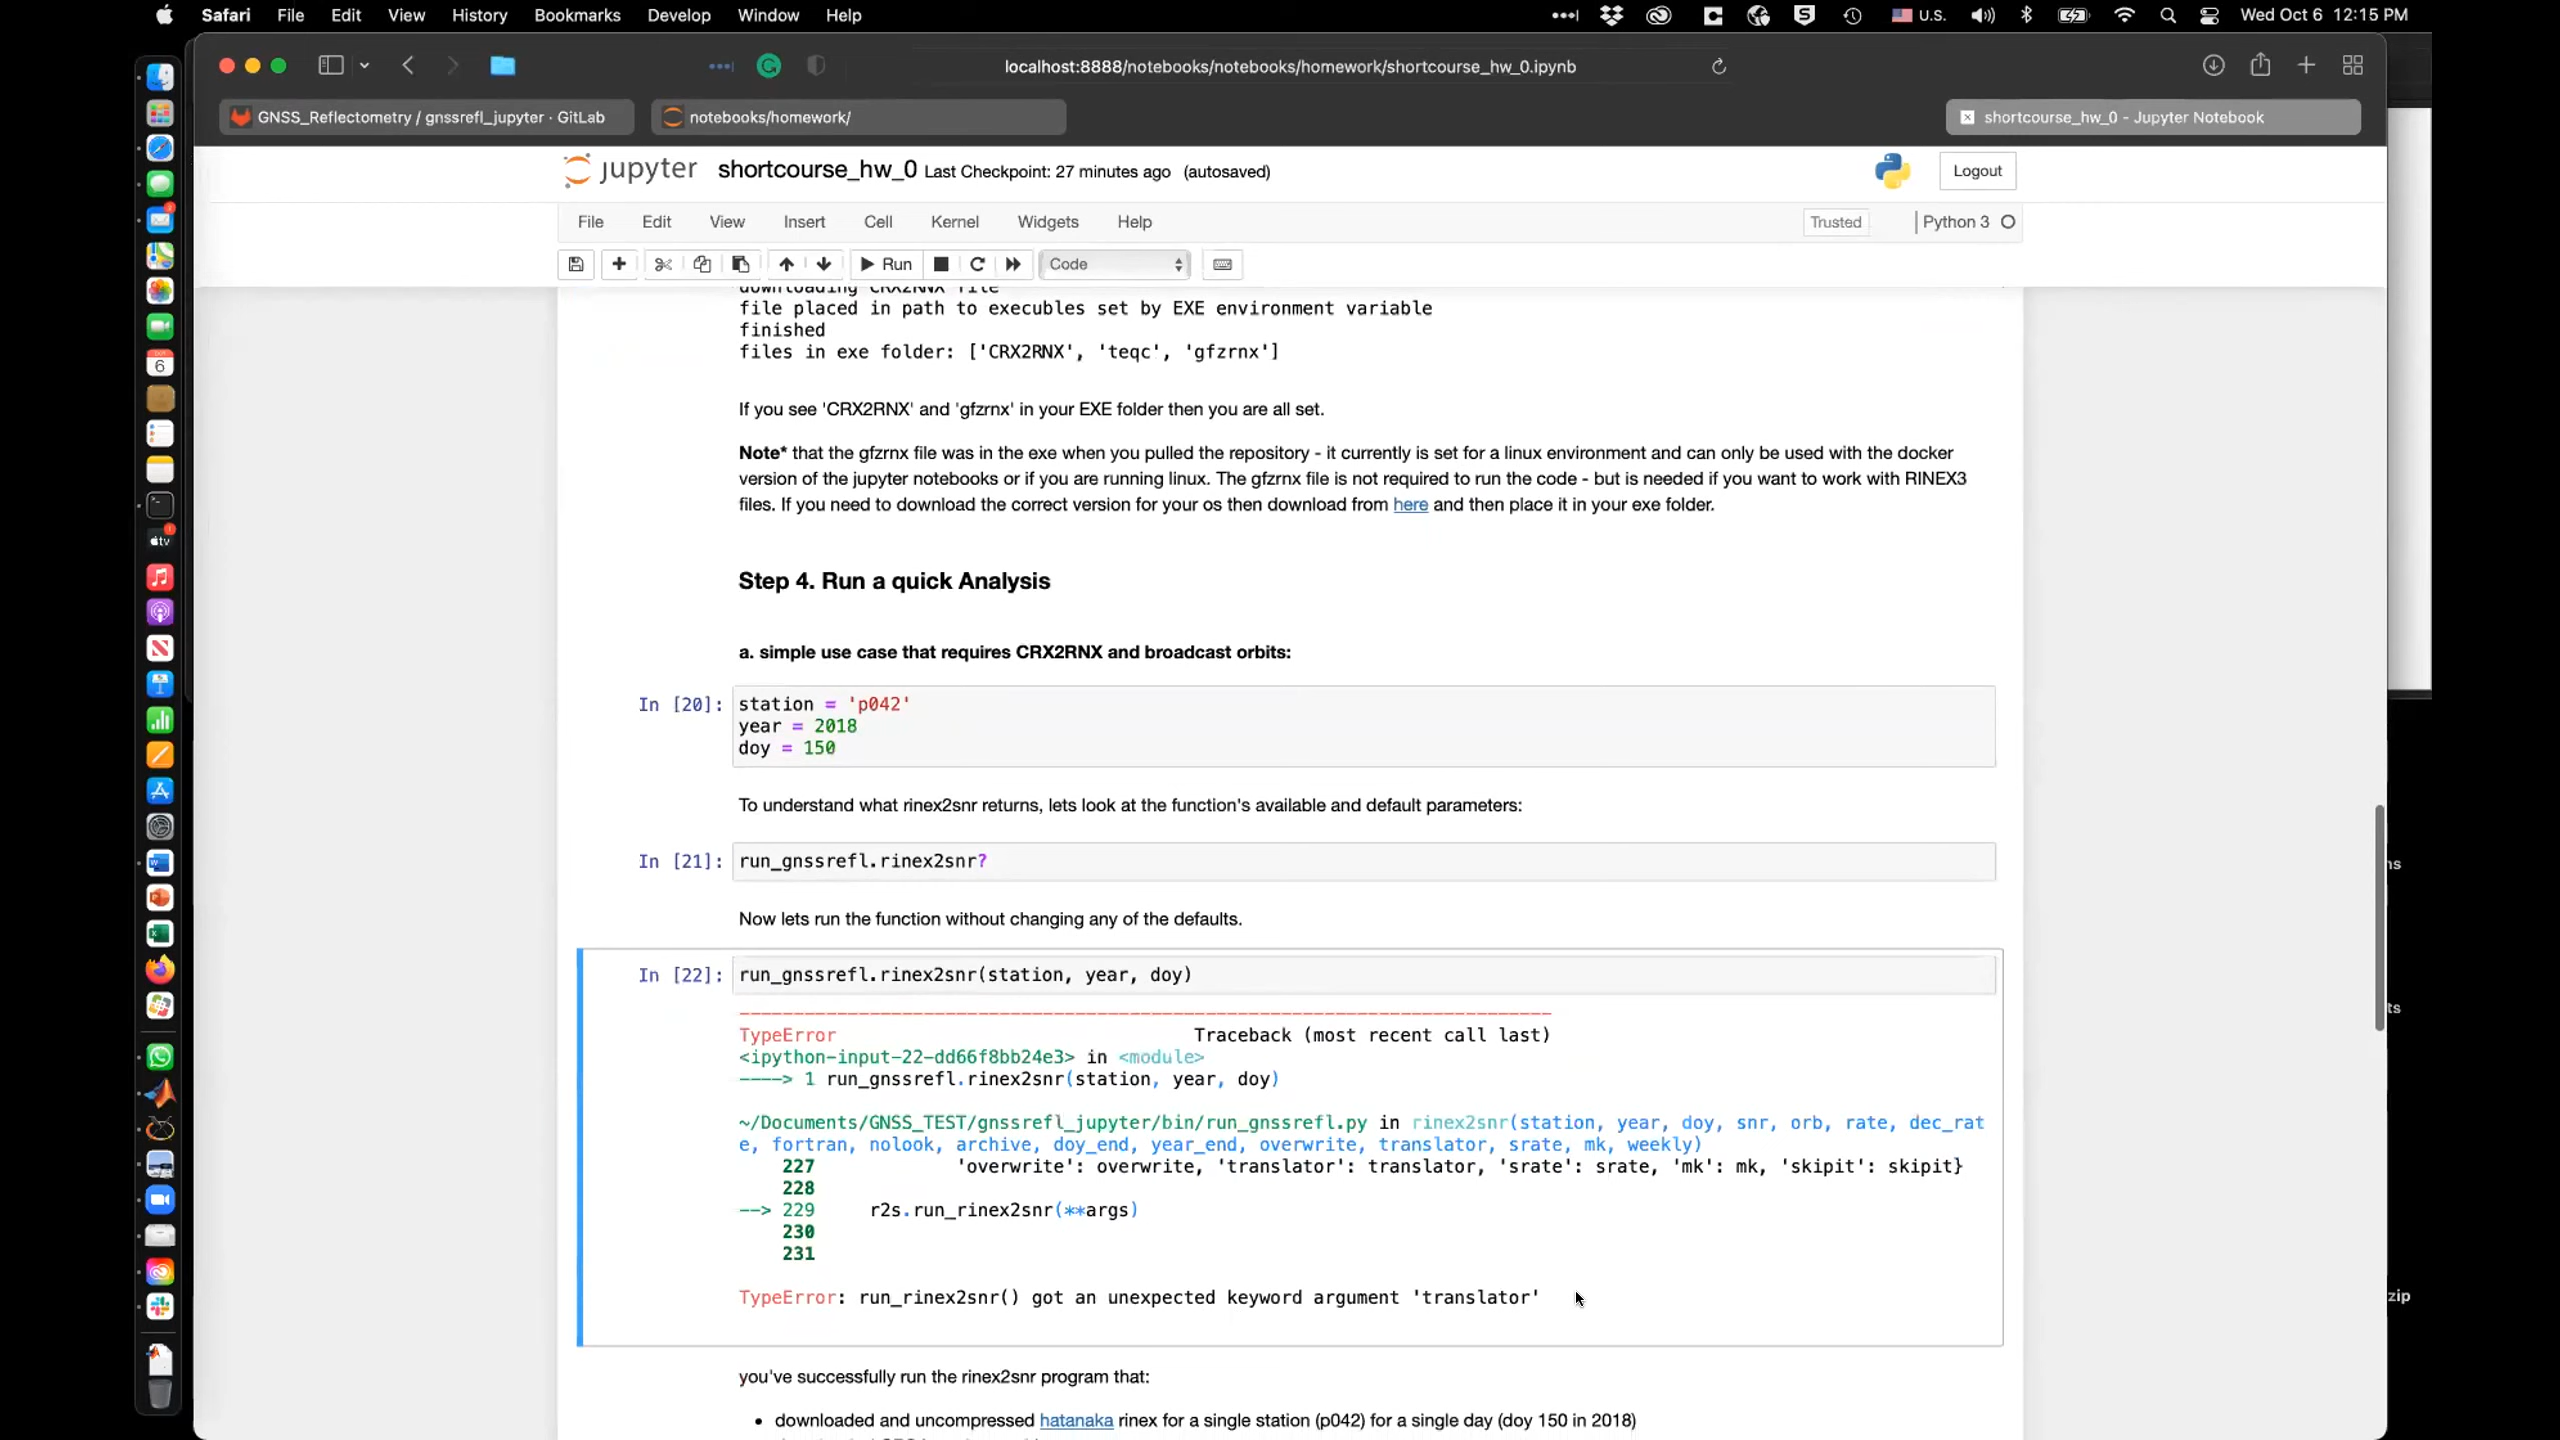 Safari File Edit View History Bookmarks Develop Window Help U.S. Wed Oct 6 12:15 PM
localhost:8888/notebooks/notebooks/homework/shortcourse_hw_0.ipynb
GNSS_Reflectometry / gnssrefl_jupyter · GitLab
notebooks/homework/
shortcourse_hw_0 - Jupyter Notebook
jupyter shortcourse_hw_0 Last Checkpoint: 27 minutes ago (autosaved)
Logout
File Edit View Insert Cell Kernel Widgets Help
Trusted
Python 3
Run
Code
downloading CRX2RNX file
file placed in path to execubles set by EXE environment variable
finished
files in exe folder: ['CRX2RNX', 'teqc', 'gfzrnx']
If you see 'CRX2RNX' and 'gfzrnx' in your EXE folder then you are all set.
Note* that the gfzrnx file was in the exe when you pulled the repository - it currently is set for a linux environment and can only be used with the docker
version of the jupyter notebooks or if you are running linux. The gfzrnx file is not required to run the code - but is needed if you want to work with RINEX3
files. If you need to download the correct version for your os then download from here and then place it in your exe folder.
Step 4. Run a quick Analysis
a. simple use case that requires CRX2RNX and broadcast orbits:
In [20]: station = 'p042'
year = 2018
doy = 150
To understand what rinex2snr returns, lets look at the function's available and default parameters:
In [21]: run_gnssrefl.rinex2snr?
Now lets run the function without changing any of the defaults.
In [22]: run_gnssrefl.rinex2snr(station, year, doy)
---------------------------------------------------------------------------
TypeError Traceback (most recent call last)
<ipython-input-22-dd66f8bb24e3> in <module>
----> 1 run_gnssrefl.rinex2snr(station, year, doy)
~/Documents/GNSS_TEST/gnssrefl_jupyter/bin/run_gnssrefl.py in rinex2snr(station, year, doy, snr, orb, rate, dec_rat
e, fortran, nolook, archive, doy_end, year_end, overwrite, translator, srate, mk, weekly)
227 'overwrite': overwrite, 'translator': translator, 'srate': srate, 'mk': mk, 'skipit': skipit}
228
--> 229 r2s.run_rinex2snr(**args)
230
231
TypeError: run_rinex2snr() got an unexpected keyword argument 'translator'
you've successfully run the rinex2snr program that:
• downloaded and uncompressed hatanaka rinex for a single station (p042) for a single day (doy 150 in 2018)
ns
ts
zip